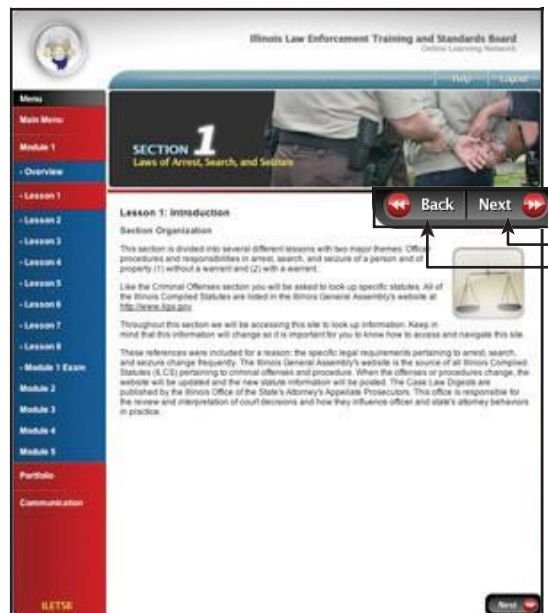 Illinois Law Enforcement Training and Standards Board
Online Learning Network
Help Logout
Menu
Main Menu
Module 1
- Overview
- Lesson 1
- Lesson 2
- Lesson 3
- Lesson 4
- Lesson 5
- Lesson 6
- Lesson 7
- Lesson 8
- Module 1 Exam
Module 2
Module 3
Module 4
Module 5
Portfolio
Communication
ILETSB
SECTION 1
Laws of Arrest, Search, and Seizure
Back Next
Lesson 1: Introduction
Section Organization
This section is divided into several different lessons with two major themes: Officer
procedures and responsibilities in arrest, search, and seizure of a person and of
property (1) without a warrant and (2) with a warrant.
Like the Criminal Offenses section you will be asked to look up specific statutes. All of
the Illinois Compiled Statutes are listed in the Illinois General Assembly's website at
http://www.ilga.gov.
Throughout this section we will be accessing this site to look up information. Keep in
mind that this information will change so it is important for you to know how to access and navigate this site.
These references were included for a reason: the specific legal requirements pertaining to arrest, search,
and seizure change frequently. The Illinois General Assembly's website is the source of all Illinois Compiled
Statutes (ILCS) pertaining to criminal offenses and procedure. When the offenses or procedures change, the
website will be updated and the new statute information will be posted. The Case Law Digests are
published by the Illinois Office of the State's Attorney's Appellate Prosecutors. This office is responsible for
the review and interpretation of court decisions and how they influence officer and state's attorney behaviors
in practice.
Next